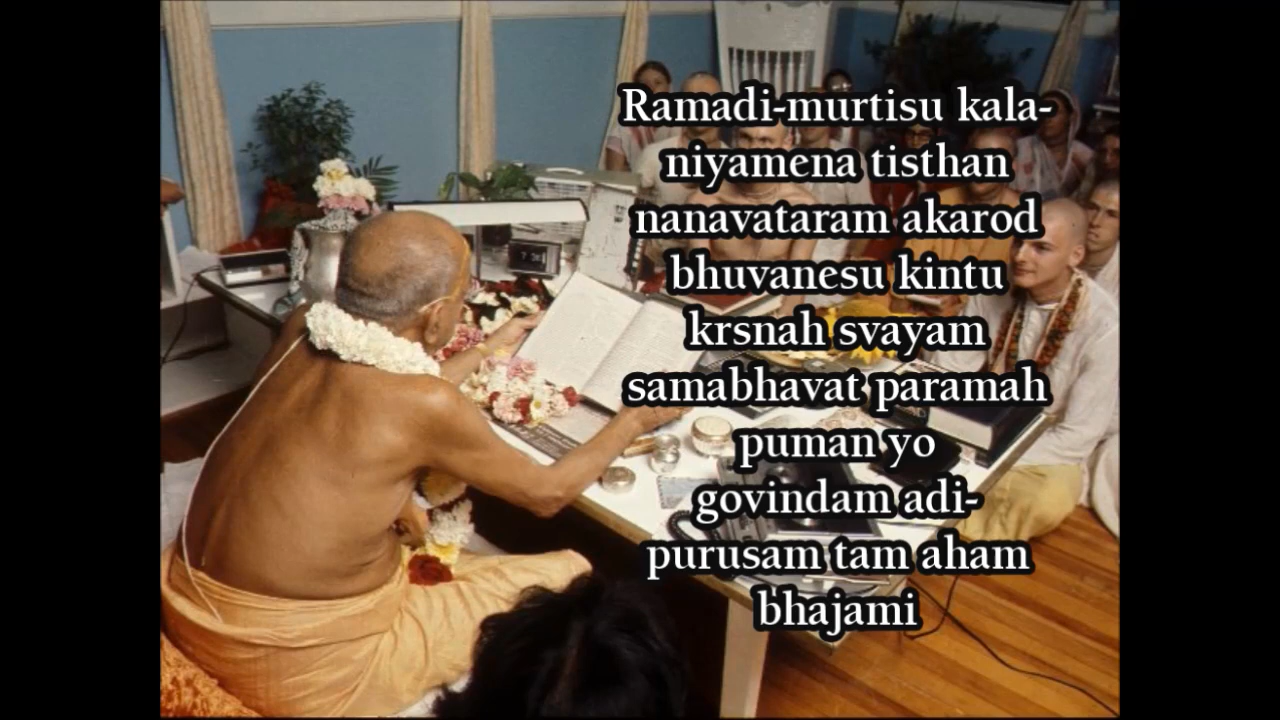 Ramadi-murtisu kala-
niyamena tisthan
nanavataram akarod
bhuvanesu kintu
krsnah svayam
samabhavat paramah
puman yo
govindam adi-
purusam tam aham
bhajami